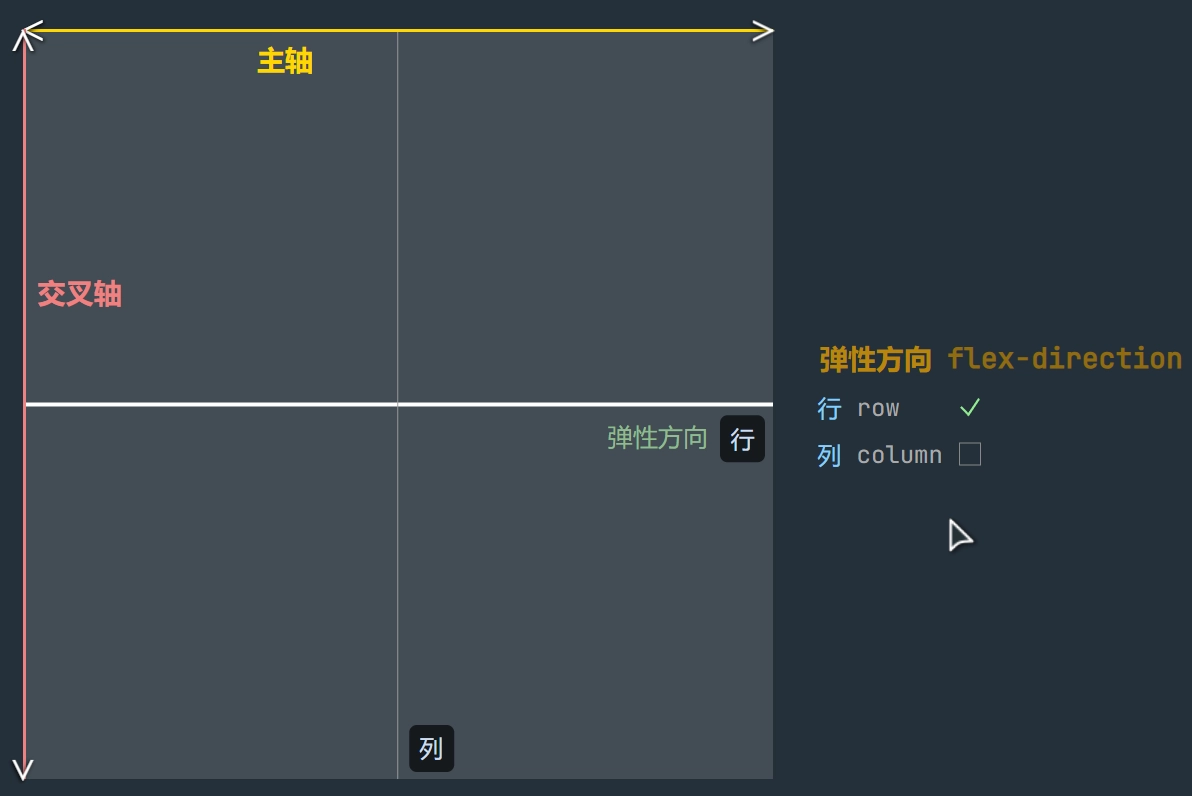 主轴
交叉轴
弹性方向 flex-direction
行 row
弹性方向 行
列 column
列